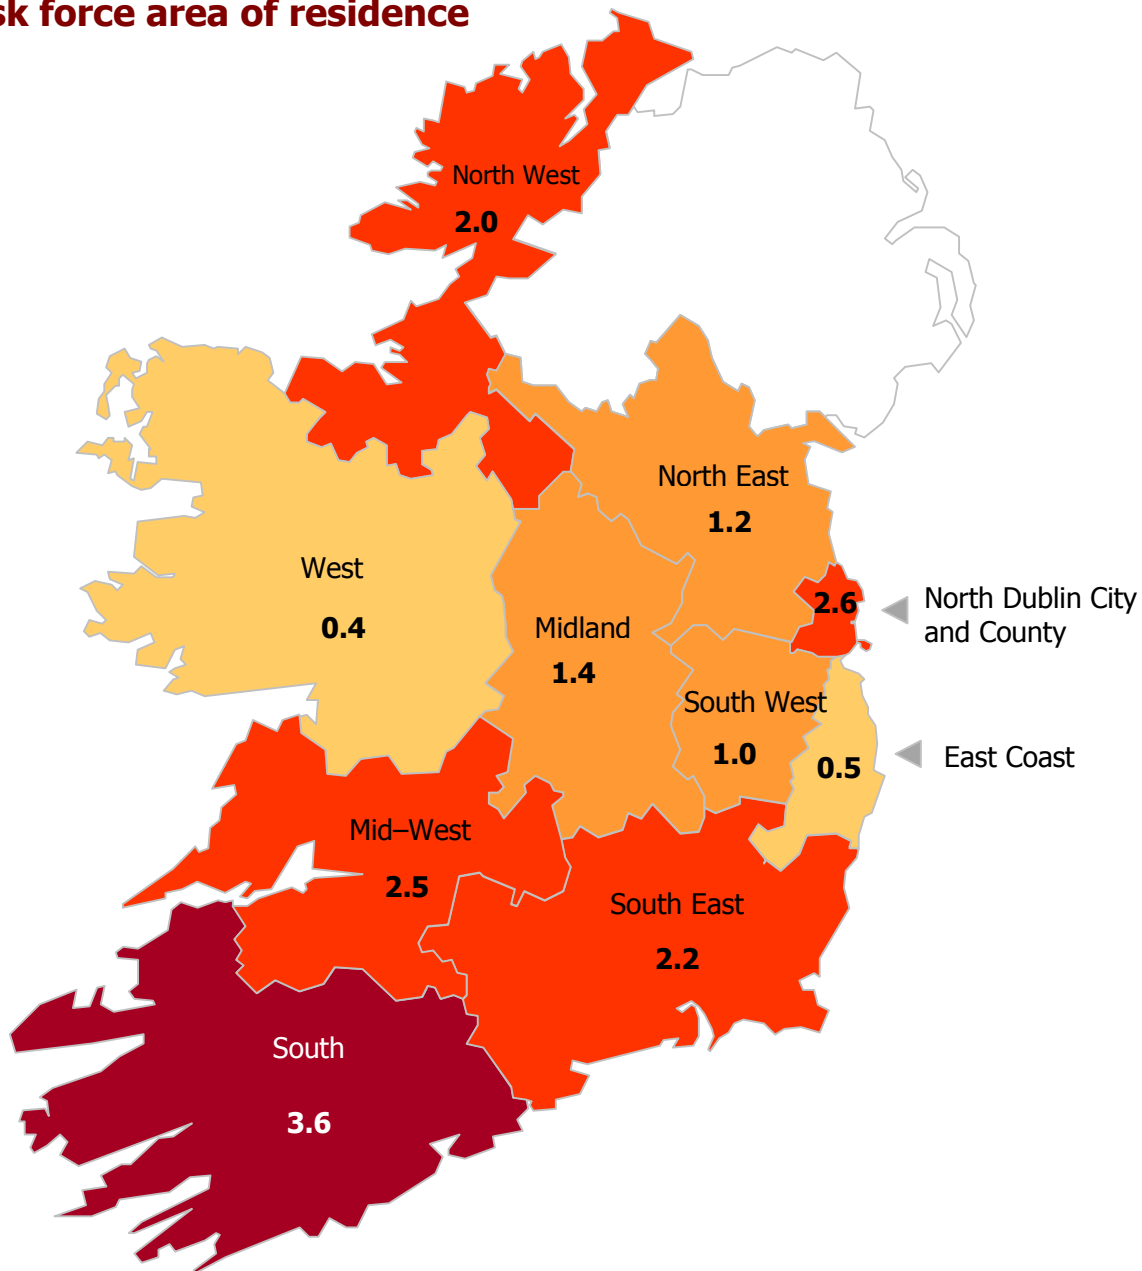 sk force area of residence
North West
2.0
North East
1.2
West
0.4
Midland
1.4
2.6
North Dublin City
and County
South West
1.0
0.5
East Coast
Mid–West
2.5
South East
2.2
South
3.6